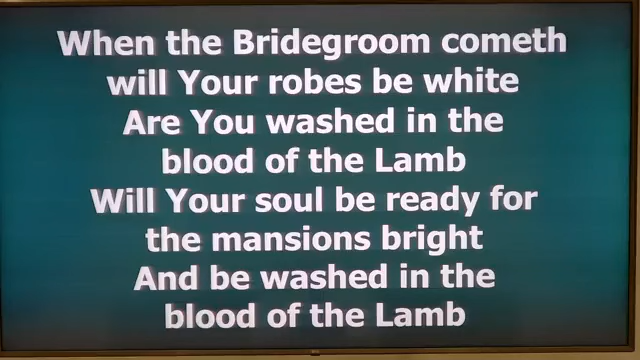 When the Bridegroom cometh
will Your robes be white
Are You washed in the
blood of the Lamb
Will Your soul be ready for
the mansions bright
And be washed in the
blood of the Lamb